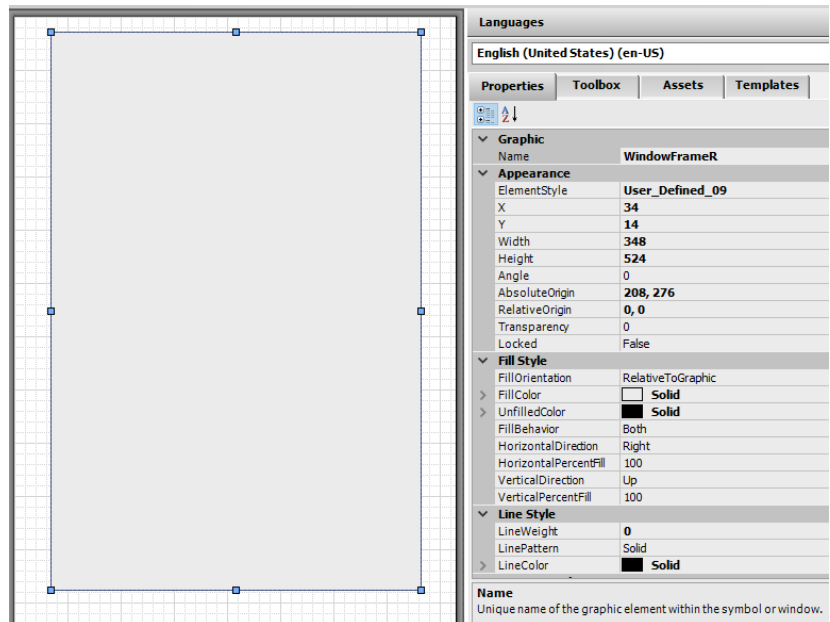 Languages
English (United States) (en-US)
Properties Toolbox Assets Templates
Graphic
Name WindowFrameR
Appearance
ElementStyle User_Defined_09
X 34
Y 14
Width 348
Height 524
Angle 0
AbsoluteOrigin 208, 276
RelativeOrigin 0, 0
Transparency 0
Locked False
Fill Style
FillOrientation RelativeToGraphic
FillColor Solid
UnfilledColor Solid
FillBehavior Both
HorizontalDirection Right
HorizontalPercentFill 100
VerticalDirection Up
VerticalPercentFill 100
Line Style
LineWeight 0
LinePattern Solid
LineColor Solid
Name
Unique name of the graphic element within the symbol or window.